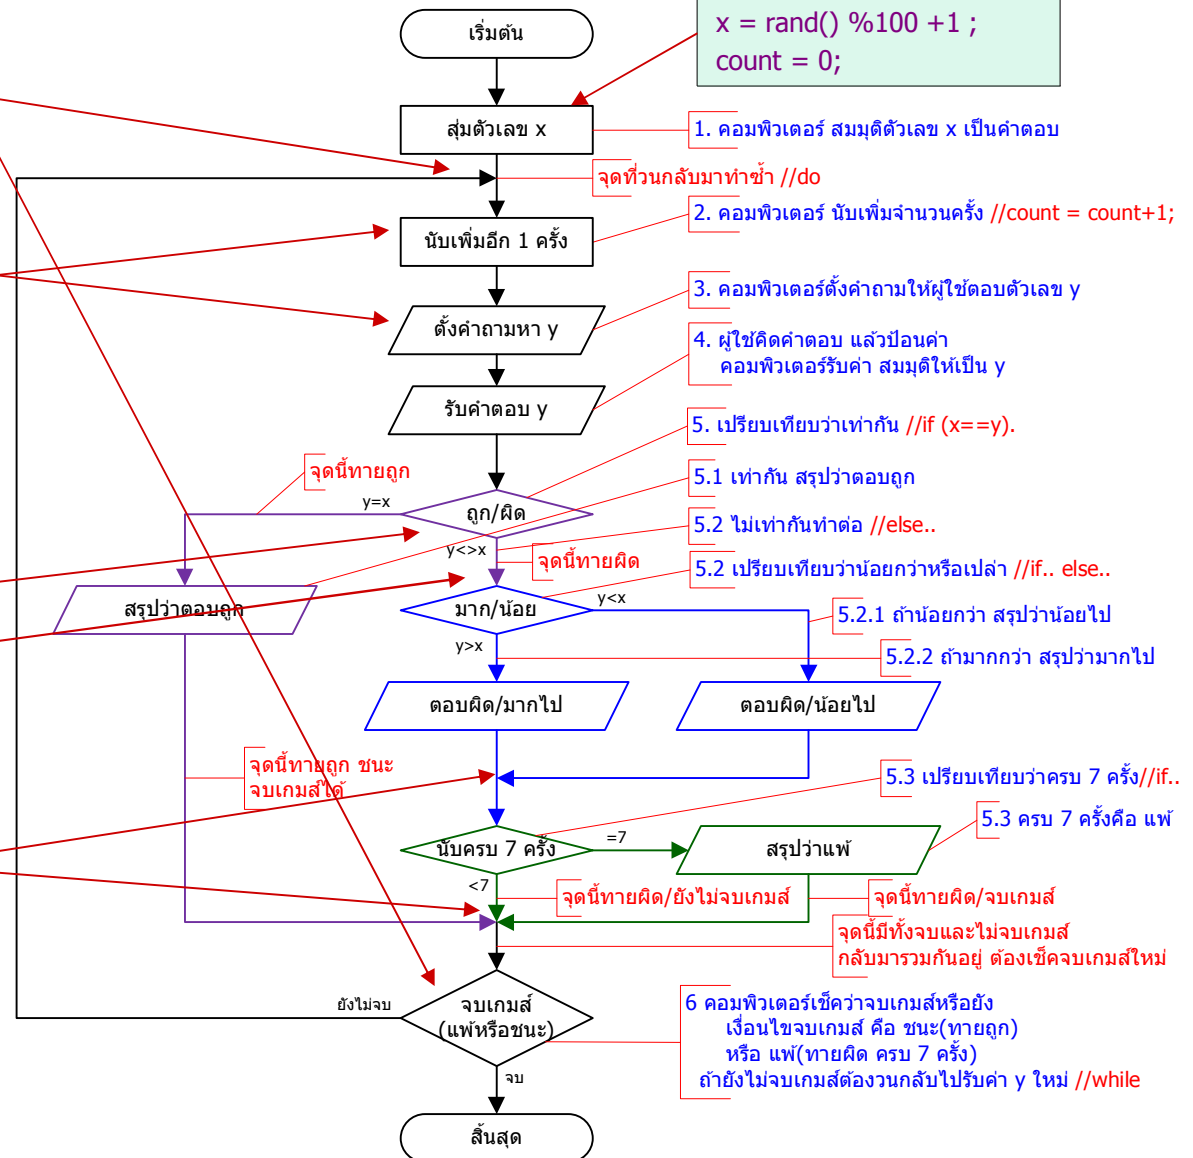 x = rand() %100 +1 ;
count = 0;
เริ่มต้น
สุ่มตัวเลข x
1. คอมพิวเตอร์ สมมุติตัวเลข x เป็นคำตอบ
จุดที่วนกลับมาทำซ้ำ //do
นับเพิ่มอีก 1 ครั้ง
2. คอมพิวเตอร์ นับเพิ่มจำนวนครั้ง //count = count+1;
ตั้งคำถามหา y
3. คอมพิวเตอร์ตั้งคำถามให้ผู้ใช้ตอบตัวเลข y
4. ผู้ใช้คิดคำตอบ แล้วป้อนค่า
คอมพิวเตอร์รับค่า สมมุติให้เป็น y
รับคำตอบ y
5. เปรียบเทียบว่าเท่ากัน //if (x==y).
จุดนี้ทายถูก
5.1 เท่ากัน สรุปว่าตอบถูก
y=x
ถูก/ผิด
5.2 ไม่เท่ากันทำต่อ //else..
y<>x
จุดนี้ทายผิด
5.2 เปรียบเทียบว่าน้อยกว่าหรือเปล่า //if.. else..
สรุปว่าตอบถูก
มาก/น้อย
y<x
5.2.1 ถ้าน้อยกว่า สรุปว่าน้อยไป
y>x
5.2.2 ถ้ามากกว่า สรุปว่ามากไป
ตอบผิด/มากไป
ตอบผิด/น้อยไป
จุดนี้ทายถูก ชนะ
จบเกมส์ได้
5.3 เปรียบเทียบว่าครบ 7 ครั้ง//if..
5.3 ครบ 7 ครั้งคือ แพ้
นับครบ 7 ครั้ง
=7
สรุปว่าแพ้
<7
จุดนี้ทายผิด/ยังไม่จบเกมส์
จุดนี้ทายผิด/จบเกมส์
จุดนี้มีทั้งจบและไม่จบเกมส์
กลับมารวมกันอยู่ ต้องเช็คจบเกมส์ใหม่
ยังไม่จบ
จบเกมส์
(แพ้หรือชนะ)
6 คอมพิวเตอร์เช็คว่าจบเกมส์หรือยัง
เงื่อนไขจบเกมส์ คือ ชนะ(ทายถูก)
หรือ แพ้(ทายผิด ครบ 7 ครั้ง)
ถ้ายังไม่จบเกมส์ต้องวนกลับไปรับค่า y ใหม่ //while
จบ
สิ้นสุด